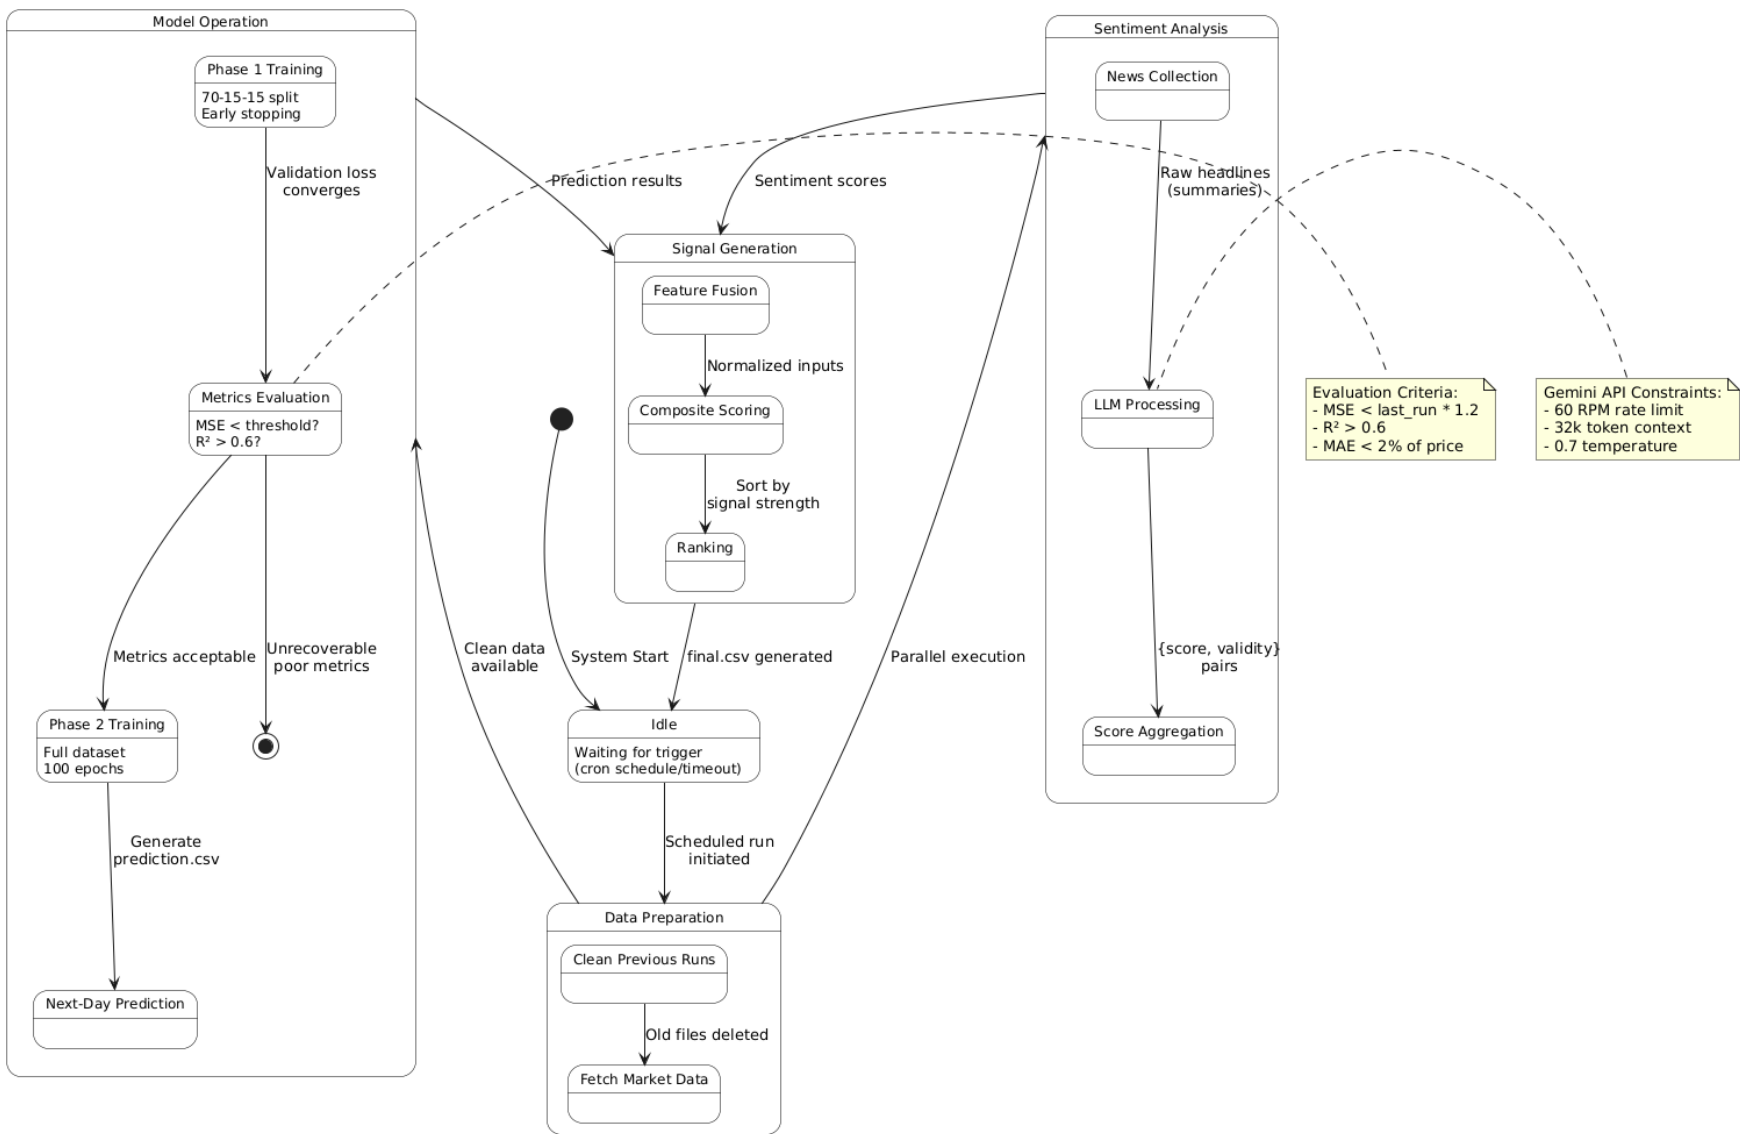 Model Operation
Phase 1 Training
70-15-15 split
Early stopping
Validation loss
converges
Metrics Evaluation
MSE < threshold?
R² > 0.6?
Metrics acceptable
Unrecoverable
poor metrics
Phase 2 Training
Full dataset
100 epochs
Generate
prediction.csv
Next-Day Prediction
Prediction results
Sentiment scores
Signal Generation
Feature Fusion
Normalized inputs
Composite Scoring
Sort by
signal strength
Ranking
Clean data
available
System Start
final.csv generated
Parallel execution
Idle
Waiting for trigger
(cron schedule/timeout)
Scheduled run
initiated
Data Preparation
Clean Previous Runs
Old files deleted
Fetch Market Data
Sentiment Analysis
News Collection
Raw headlines
(summaries)
LLM Processing
{score, validity}
pairs
Score Aggregation
Evaluation Criteria:
- MSE < last_run * 1.2
- R² > 0.6
- MAE < 2% of price
Gemini API Constraints:
- 60 RPM rate limit
- 32k token context
- 0.7 temperature